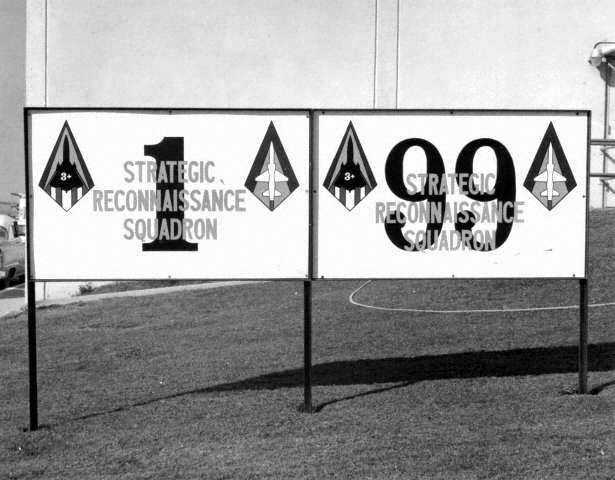 3+
1
STRATEGIC
RECONNAISSANCE
SQUADRON
3+
99
STRATEGIC
RECONNAISSANCE
SQUADRON